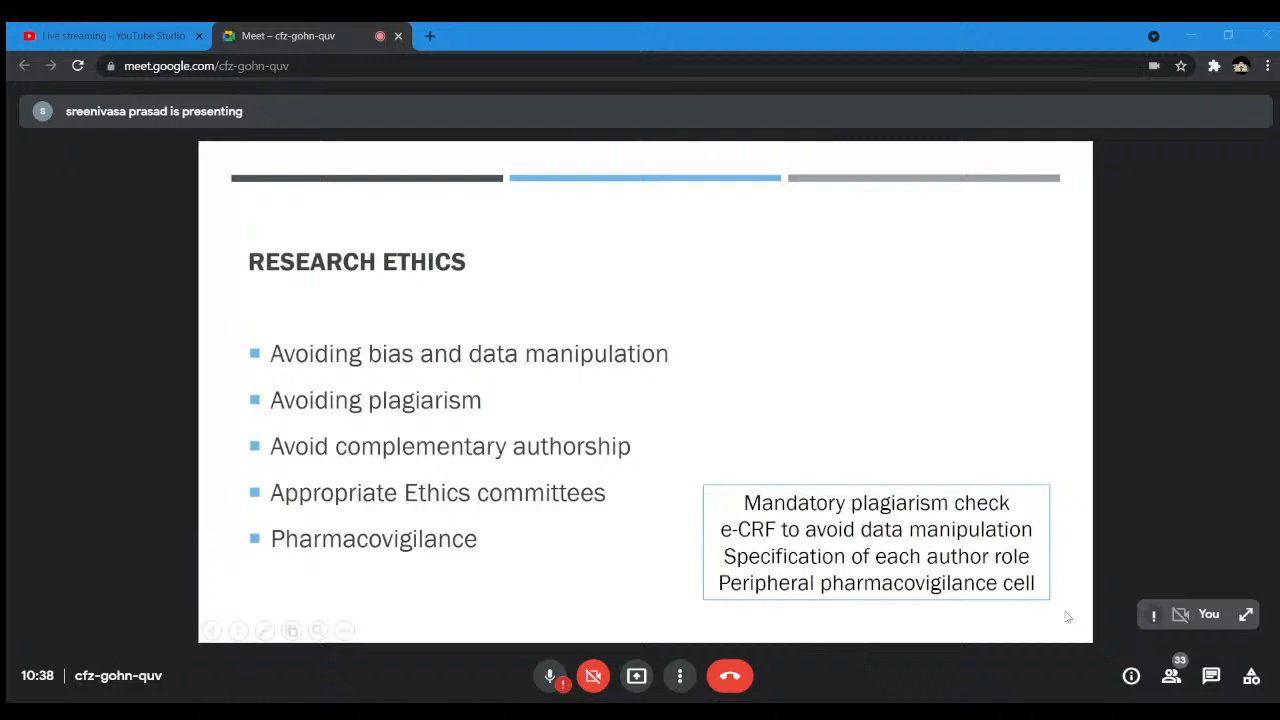 Live streaming - YouTube Studio
Meet – cfz-gohn-quv
meet.google.com/cfz-gohn-quv
s
sreenivasa prasad is presenting
RESEARCH ETHICS
Avoiding bias and data manipulation
Avoiding plagiarism
Avoid complementary authorship
Appropriate Ethics committees
Pharmacovigilance
Mandatory plagiarism check
e-CRF to avoid data manipulation
Specification of each author role
Peripheral pharmacovigilance cell
You
10:38 | cfz-gohn-quv
33